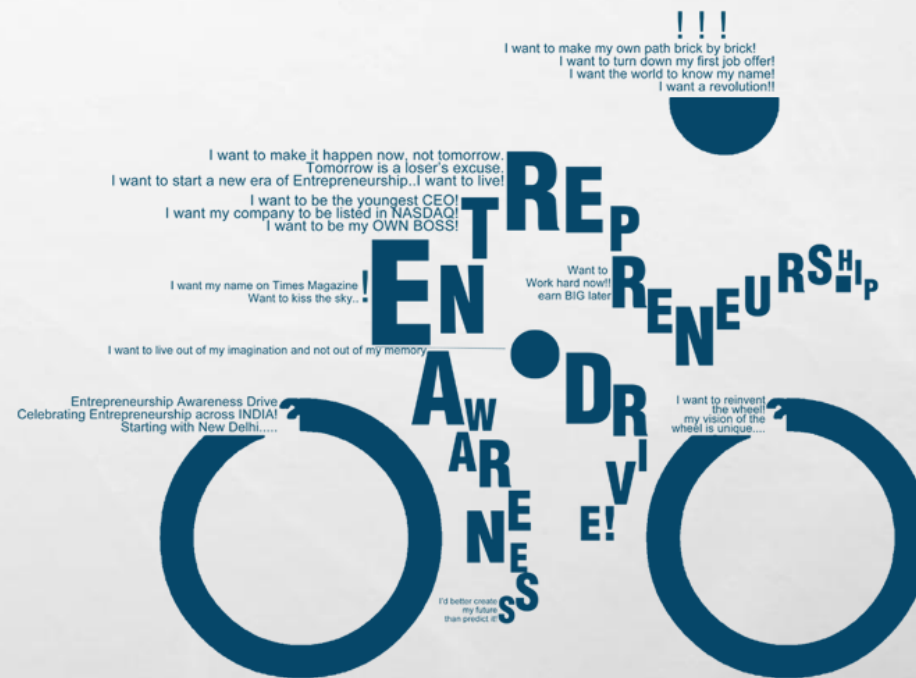 ! ! !
I want to make my own path brick by brick!
I want to turn down my first job offer!
I want the world to know my name!
I want a revolution!!
I want to make it happen now, not tomorrow.
Tomorrow is a loser's excuse.
I want to start a new era of Entrepreneurship..I want to live!
I want to be the youngest CEO!
I want my company to be listed in NASDAQ!
I want to be my OWN BOSS!
I want my name on Times Magazine
Want to kiss the sky..
!
ENTREPRENEURSHIP
Want to
Work hard now!!
earn BIG later
I want to live out of my imagination and not out of my memory
AWARENESS
DRIVE!
Entrepreneurship Awareness Drive
Celebrating Entrepreneurship across INDIA!
Starting with New Delhi.....
I want to reinvent
the wheel!
my vision of the
wheel is unique....
I'd better create
my future
than predict it!